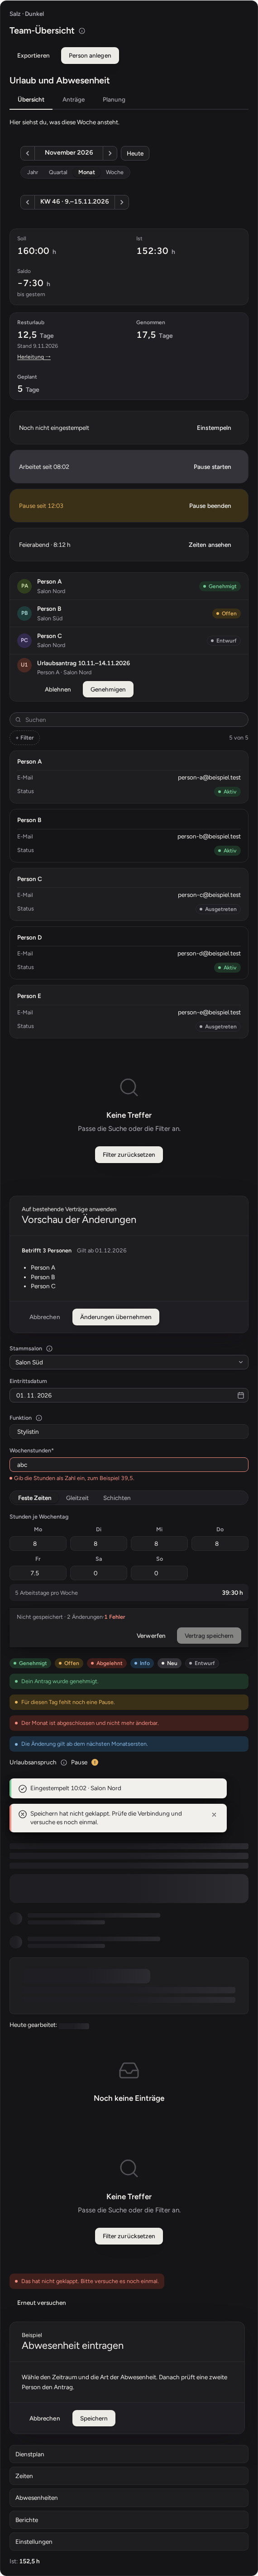 Salz · Dunkel
Team-Übersicht
Exportieren
Person anlegen
Urlaub und Abwesenheit
Übersicht
Anträge
Planung
Hier siehst du, was diese Woche ansteht.
November 2026
Heute
Jahr
Quartal
Monat
Woche
KW 46 · 9.–15.11.2026
Soll
160:00 h
Ist
152:30 h
Saldo
-7:30 h
bis gestern
Resturlaub
12,5 Tage
Stand 9.11.2026
Herleitung →
Genommen
17,5 Tage
Geplant
5 Tage
Noch nicht eingestempelt
Einstempeln
Arbeitet seit 08:02
Pause starten
Pause seit 12:03
Pause beenden
Feierabend · 8:12 h
Zeiten ansehen
PA
Person A
Salon Nord
Genehmigt
PB
Person B
Salon Süd
Offen
PC
Person C
Salon Nord
Entwurf
U1
Urlaubsantrag 10.11.–14.11.2026
Person A · Salon Nord
Ablehnen
Genehmigen
Suchen
+ Filter
5 von 5
Person A
E-Mail
person-a@beispiel.test
Status
Aktiv
Person B
E-Mail
person-b@beispiel.test
Status
Aktiv
Person C
E-Mail
person-c@beispiel.test
Status
Ausgetreten
Person D
E-Mail
person-d@beispiel.test
Status
Aktiv
Person E
E-Mail
person-e@beispiel.test
Status
Ausgetreten
Keine Treffer
Passe die Suche oder die Filter an.
Filter zurücksetzen
Auf bestehende Verträge anwenden
Vorschau der Änderungen
Betrifft 3 Personen Gilt ab 01.12.2026
Person A
Person B
Person C
Abbrechen
Änderungen übernehmen
Stammsalon
Salon Süd
Eintrittsdatum
01.11.2026
Funktion
Stylistin
Wochenstunden*
abc
Gib die Stunden als Zahl ein, zum Beispiel 39,5.
Feste Zeiten
Gleitzeit
Schichten
Stunden je Wochentag
Mo
Di
Mi
Do
8
8
8
8
Fr
Sa
So
7.5
0
0
5 Arbeitstage pro Woche
39:30 h
Nicht gespeichert · 2 Änderungen·1 Fehler
Verwerfen
Vertrag speichern
Genehmigt
Offen
Abgelehnt
Info
Neu
Entwurf
Dein Antrag wurde genehmigt.
Für diesen Tag fehlt noch eine Pause.
Der Monat ist abgeschlossen und nicht mehr änderbar.
Die Änderung gilt ab dem nächsten Monatsersten.
Urlaubsanspruch
Pause
Eingestempelt 10:02 · Salon Nord
Speichern hat nicht geklappt. Prüfe die Verbindung und
versuche es noch einmal.
Heute gearbeitet:
Noch keine Einträge
Keine Treffer
Passe die Suche oder die Filter an.
Filter zurücksetzen
Das hat nicht geklappt. Bitte versuche es noch einmal.
Erneut versuchen
Beispiel
Abwesenheit eintragen
Wähle den Zeitraum und die Art der Abwesenheit. Danach prüft eine zweite
Person den Antrag.
Abbrechen
Speichern
Dienstplan
Zeiten
Abwesenheiten
Berichte
Einstellungen
Ist: 152,5 h